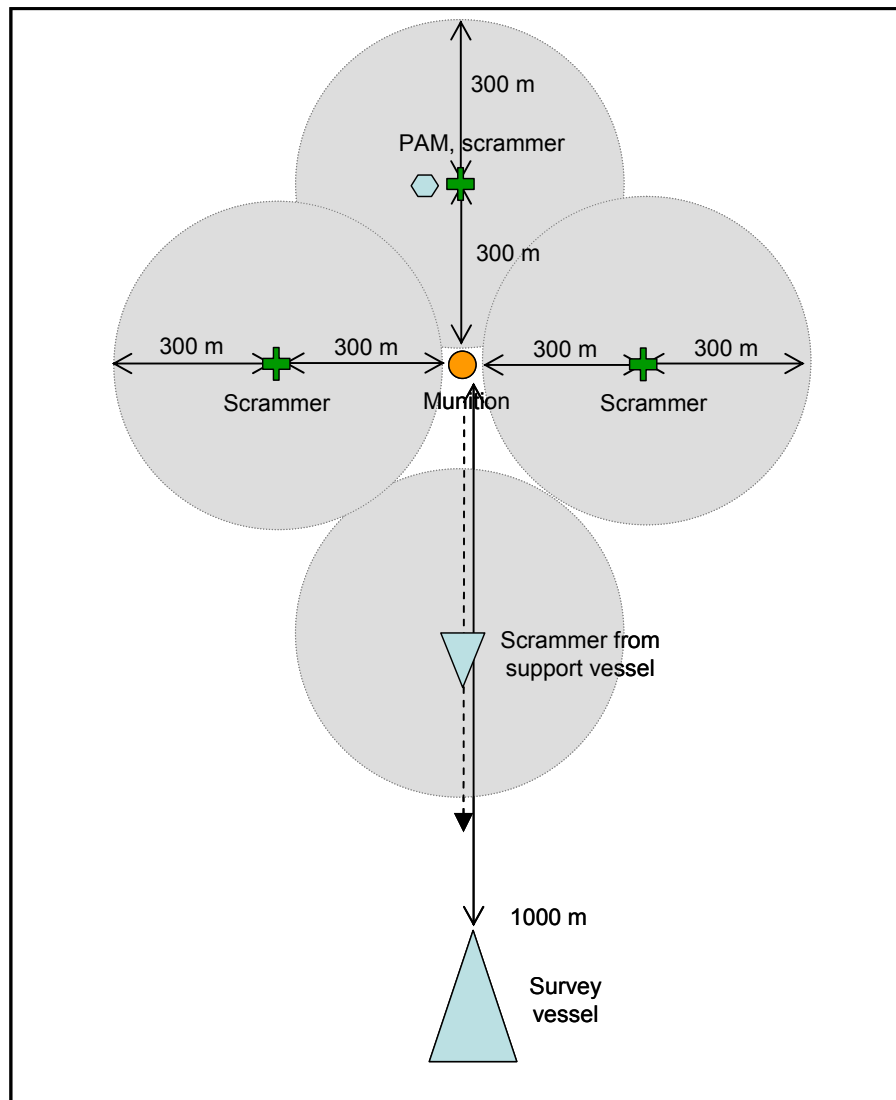 300 m
PAM, scrammer
300 m
300 m
300 m
300 m
300 m
Scrammer
Munition
Scrammer
Scrammer from
support vessel
1000 m
Survey
vessel